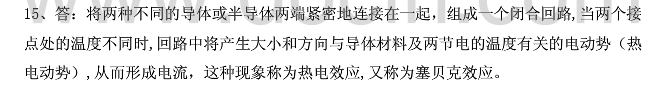 15、答：将两种不同的导体或半导体两端紧密地连接在一起，组成一个闭合回路,当两个接
点处的温度不同时,回路中将产生大小和方向与导体材料及两节电的温度有关的电动势（热
电动势）,从而形成电流，这种现象称为热电效应,又称为塞贝克效应。